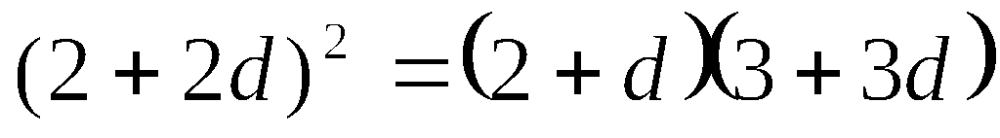 (2 + 2d)² = (2 + d)(3 + 3d)